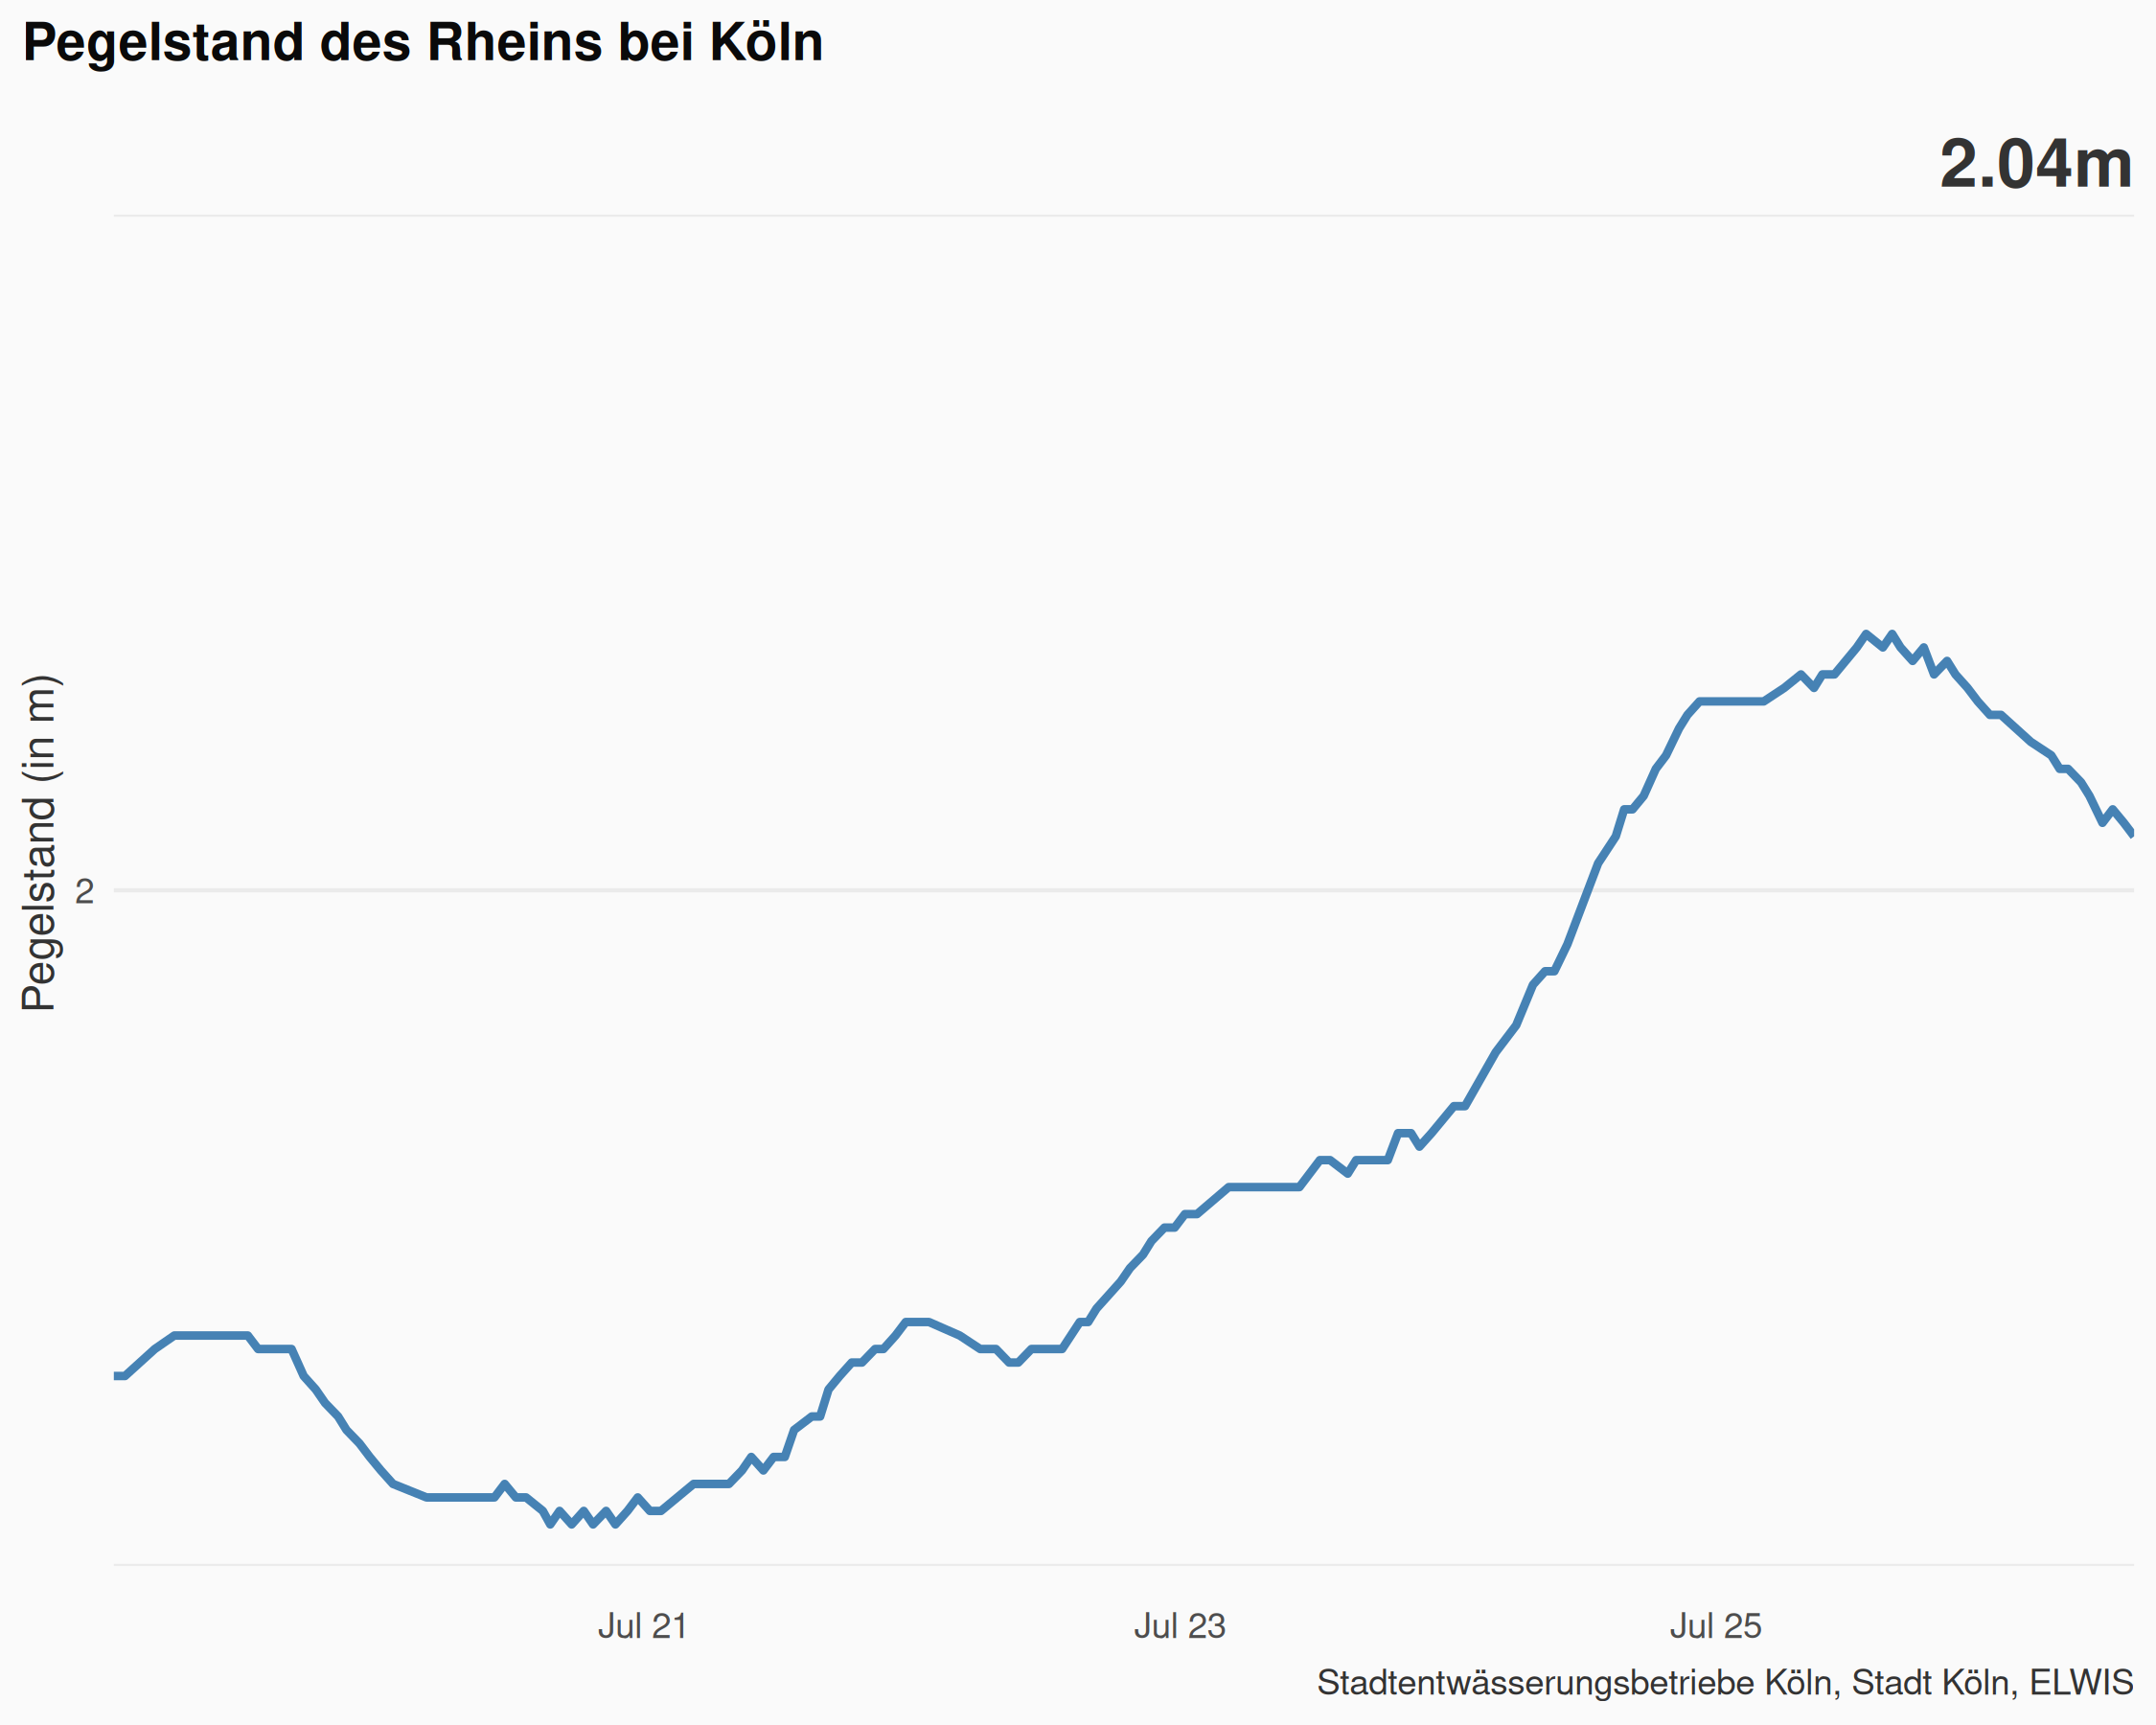 Pegelstand des Rheins bei Köln
2.04m
Pegelstand (in m)
2
Jul 21
Jul 23
Jul 25
Stadtentwässerungsbetriebe Köln, Stadt Köln, ELWIS